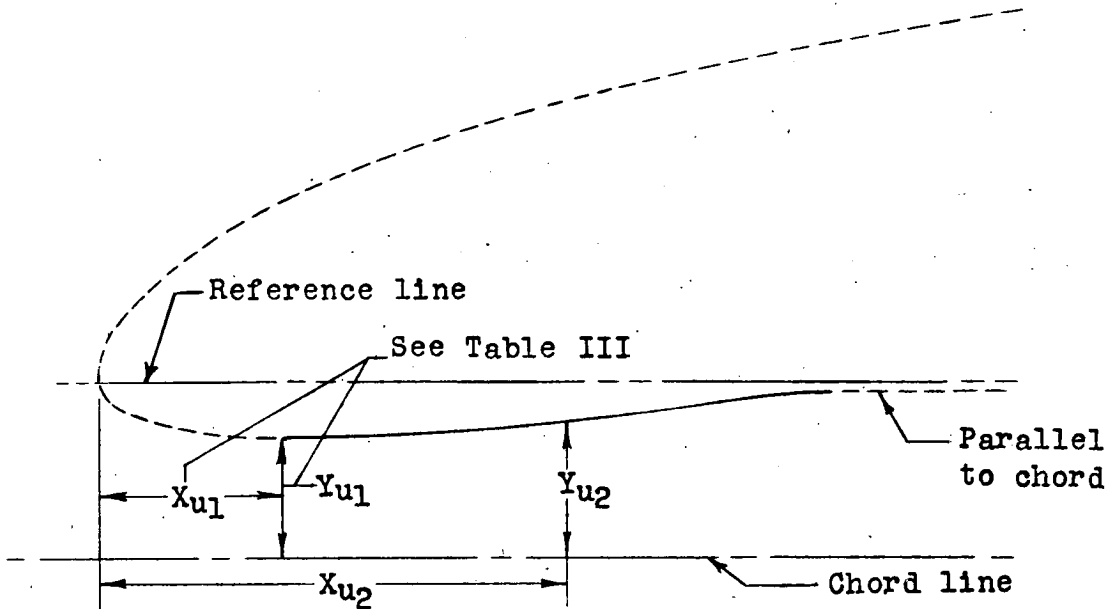 Reference line
See Table III
Parallel
to chord
Xu1
Yu1
Yu2
Xu2
Chord line